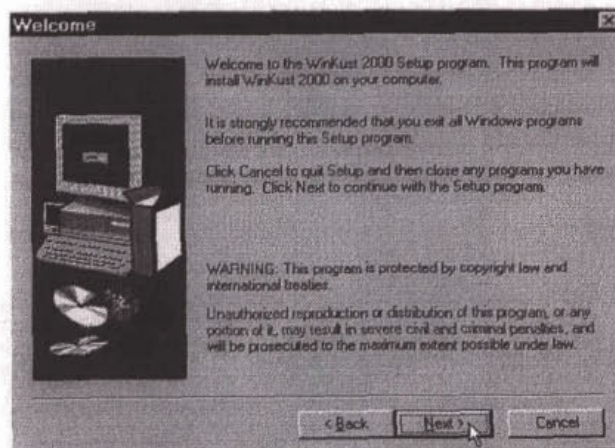 Welcome
Welcome to the WinKust 2000 Setup program. This program will
install WinKust 2000 on your computer.
It is strongly recommended that you exit all Windows programs
before running this Setup program.
Click Cancel to quit Setup and then close any programs you have
running. Click Next to continue with the Setup program.
WARNING: This program is protected by copyright law and
international treaties.
Unauthorized reproduction or distribution of this program, or any
portion of it, may result in severe civil and criminal penalties, and
will be prosecuted to the maximum extent possible under law.
< Back Next > Cancel